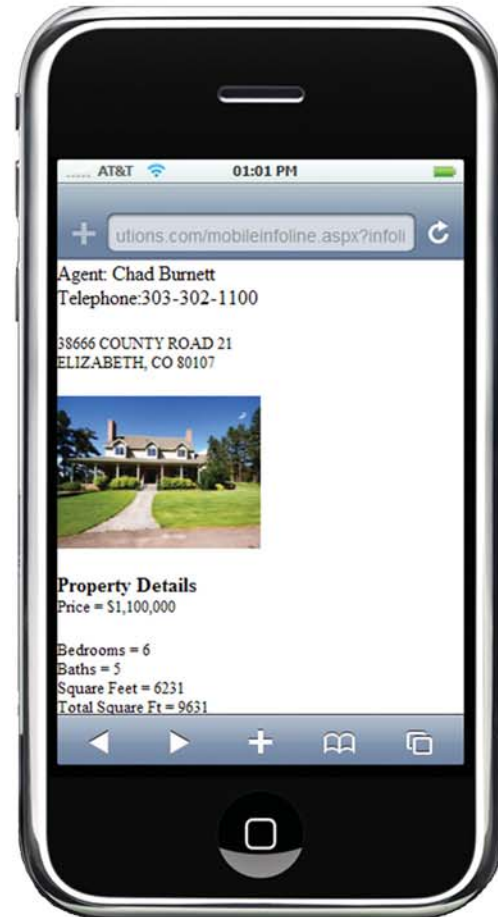 AT&T 01:01 PM
utions.com/mobileinfoline.aspx?infoli
Agent: Chad Burnett
Telephone:303-302-1100
38666 COUNTY ROAD 21
ELIZABETH, CO 80107
Property Details
Price = $1,100,000
Bedrooms = 6
Baths = 5
Square Feet = 6231
Total Square Ft = 9631